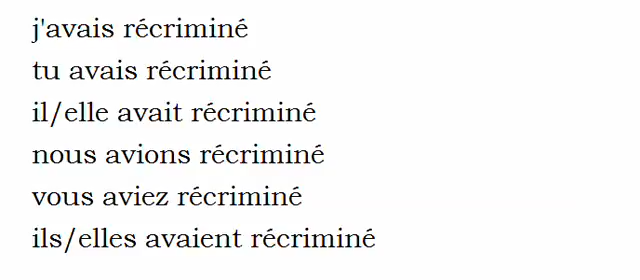 j'avais récriminé
tu avais récriminé
il/elle avait récriminé
nous avions récriminé
vous aviez récriminé
ils/elles avaient récriminé